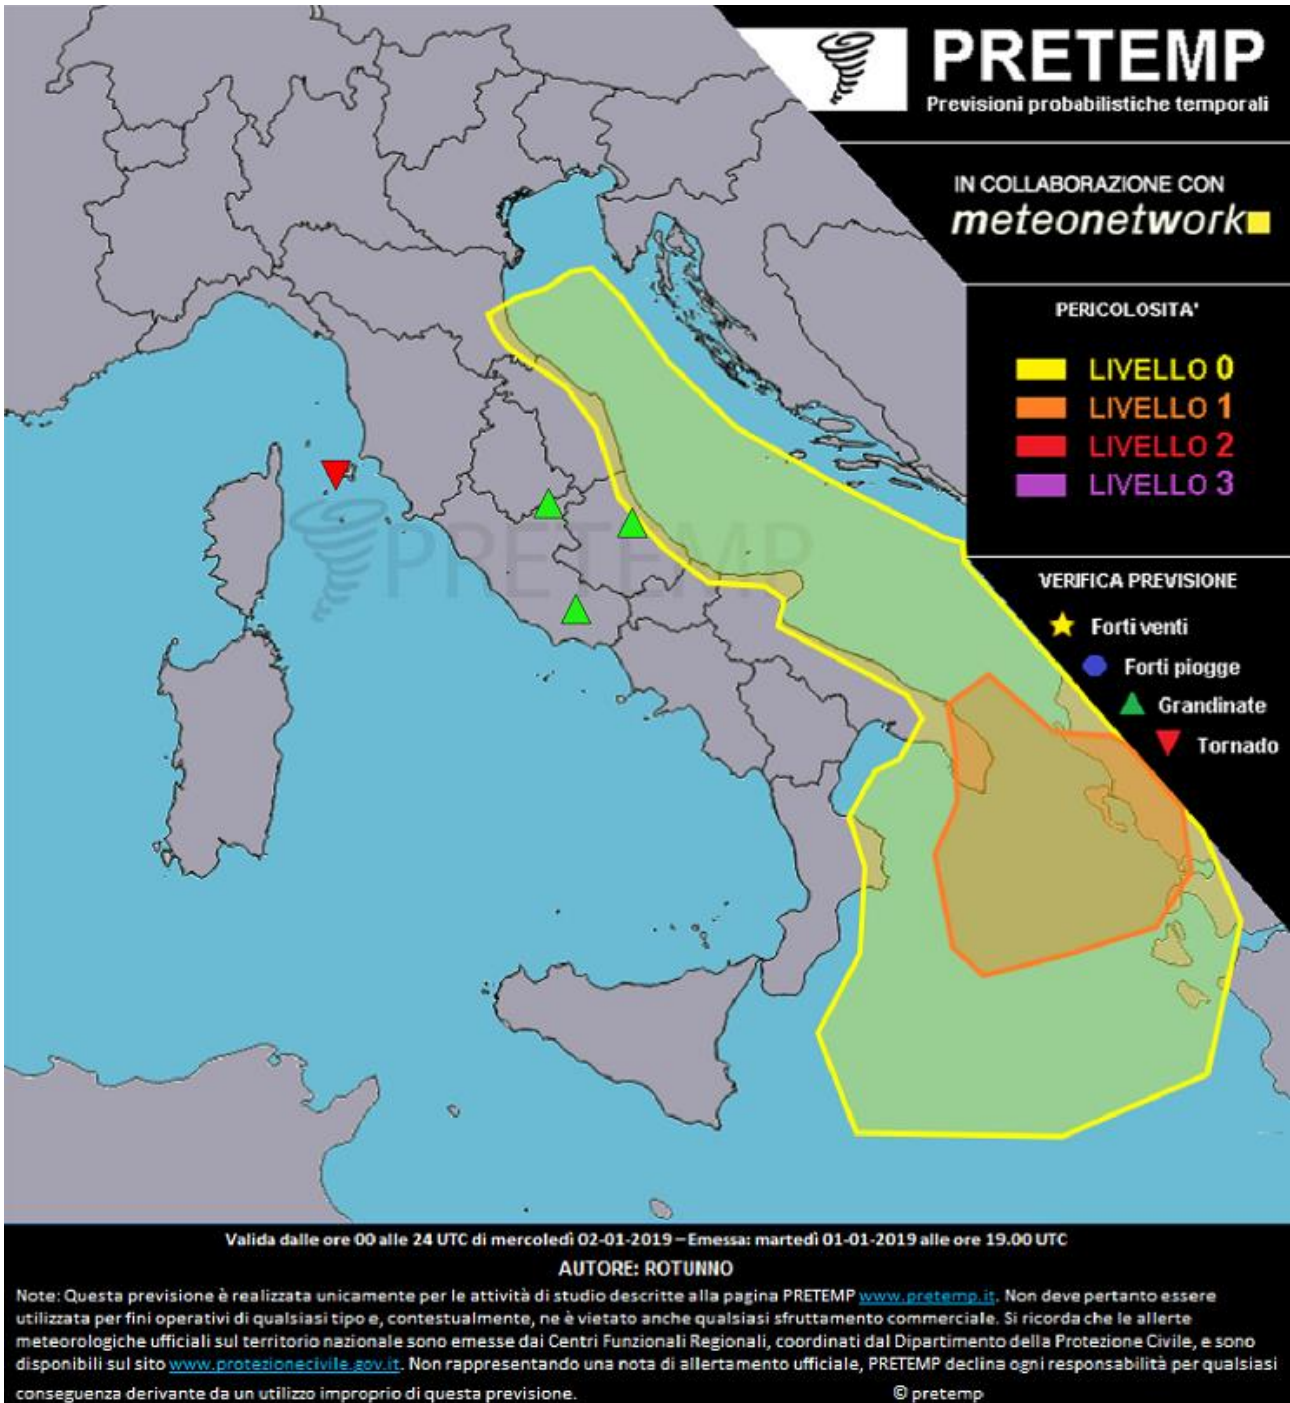 PRETEMP
Previsioni probabilistiche temporali
IN COLLABORAZIONE CON
meteonetwork
PERICOLOSITA'
LIVELLO 0
LIVELLO 1
LIVELLO 2
LIVELLO 3
PRETEMP
VERIFICA PREVISIONE
Forti venti
Forti piogge
Grandinate
Tornado
Valida dalle ore 00 alle 24 UTC di mercoledì 02-01-2019 – Emessa: martedì 01-01-2019 alle ore 19.00 UTC
AUTORE: ROTUNNO
Note: Questa previsione è realizzata unicamente per le attività di studio descritte alla pagina PRETEMP www.pretemp.it. Non deve pertanto essere
utilizzata per fini operativi di qualsiasi tipo e, contestualmente, ne è vietato anche qualsiasi sfruttamento commerciale. Si ricorda che le allerte
meteorologiche ufficiali sul territorio nazionale sono emesse dai Centri Funzionali Regionali, coordinati dal Dipartimento della Protezione Civile, e sono
disponibili sul sito www.protezionecivile.gov.it. Non rappresentando una nota di allertamento ufficiale, PRETEMP declina ogni responsabilità per qualsiasi
conseguenza derivante da un utilizzo improprio di questa previsione. © pretemp